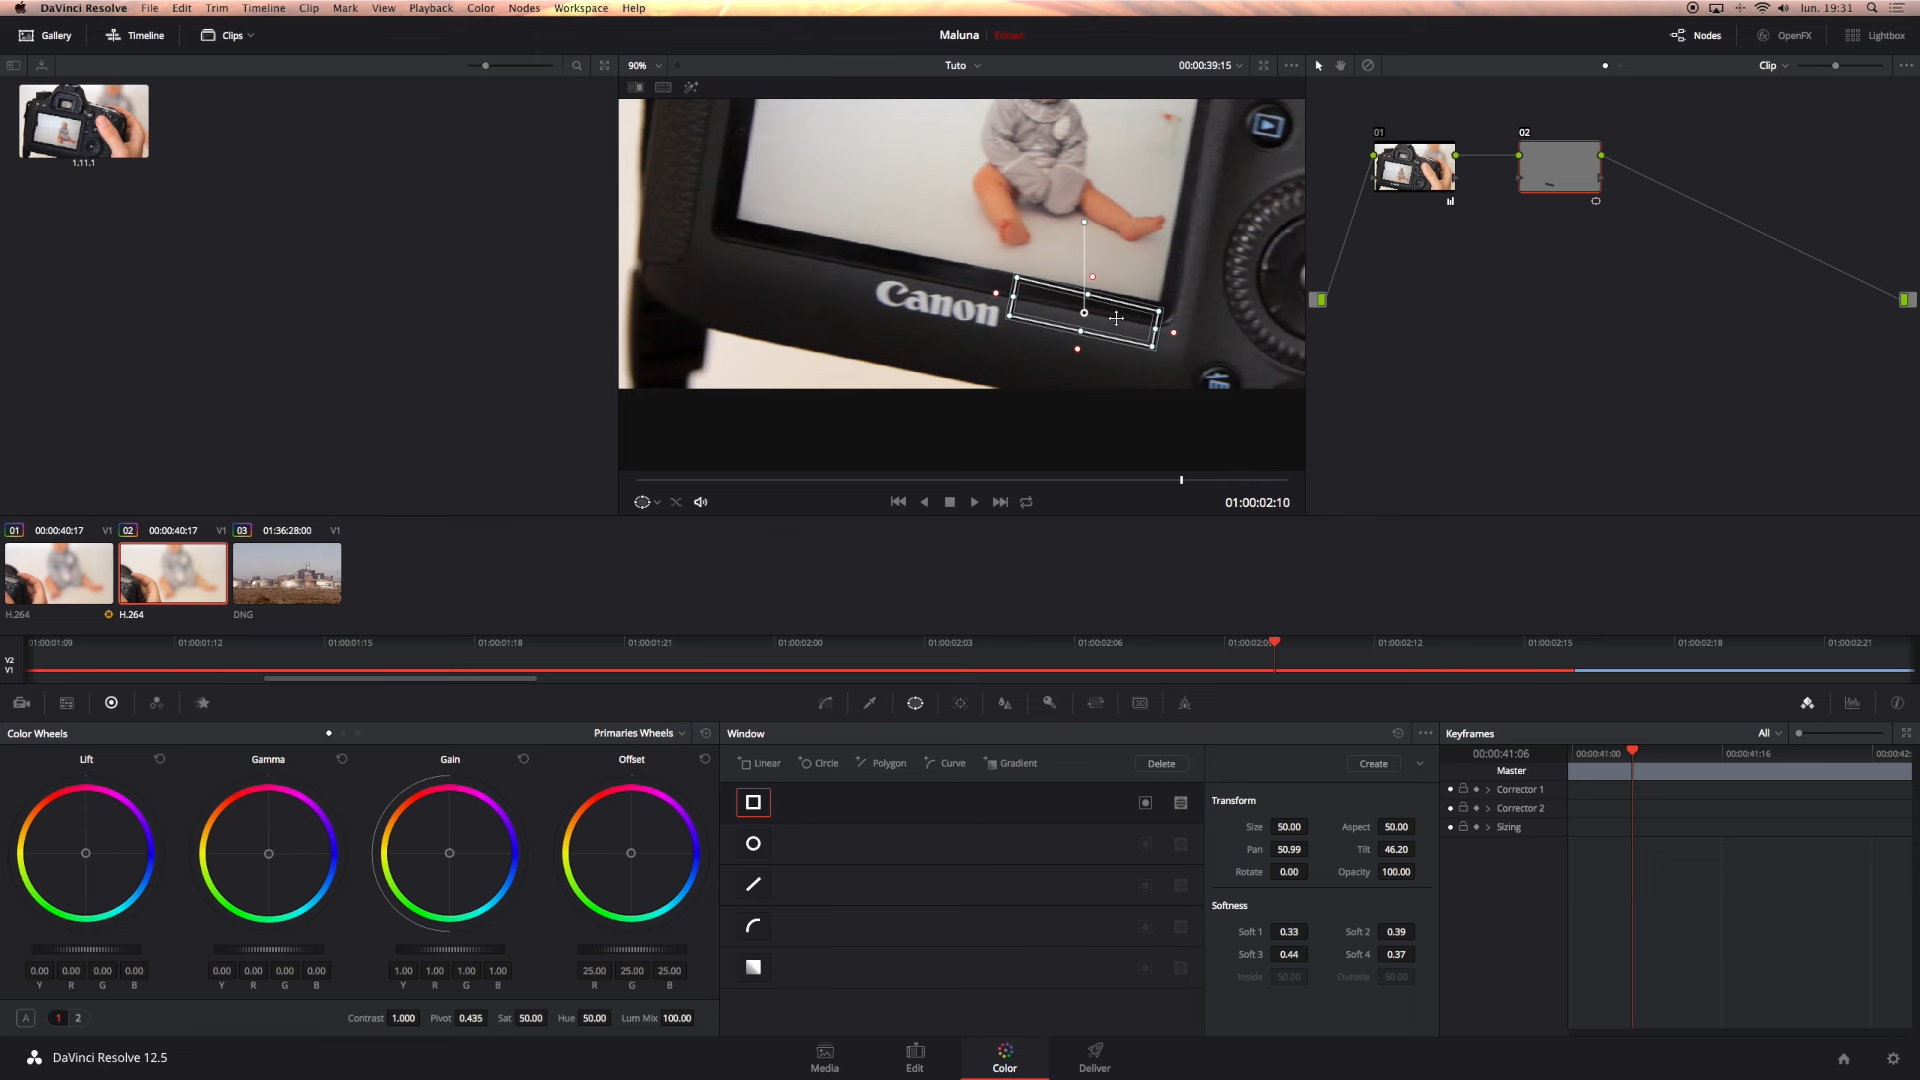 DaVinci Resolve File Edit Trim Timeline Clip Mark View Playback Color Nodes Workspace Help lun. 19:31
Gallery Timeline Clips Maluna Edited Nodes OpenFX Lightbox
90% Tuto 00:00:39:15 Clip
1.11.1
01 02
Canon
01:00:02:10
01 00:00:40:17 V1 02 00:00:40:17 V1 03 01:36:28:00 V1
H.264 H.264 DNG
01:00:01:09 01:00:01:12 01:00:01:15 01:00:01:18 01:00:01:21 01:00:02:00 01:00:02:03 01:00:02:06 01:00:02:0 01:00:02:12 01:00:02:15 01:00:02:18 01:00:02:21
V2
V1
3D
Color Wheels Primaries Wheels Window Keyframes All
Lift Gamma Gain Offset Linear Circle Polygon Curve Gradient Delete Create
00:00:41:06 00:00:41:00 00:00:41:16 00:00:42:
Master
Corrector 1
Corrector 2
Sizing
Transform
Size 50.00 Aspect 50.00
Pan 50.99 Tilt 46.20
Rotate 0.00 Opacity 100.00
Softness
Soft 1 0.33 Soft 2 0.39
Soft 3 0.44 Soft 4 0.37
Inside 50.00 Outside 50.00
0.00 0.00 0.00 0.00 0.00 0.00 0.00 0.00 1.00 1.00 1.00 1.00 25.00 25.00 25.00
Y R G B Y R G B Y R G B R G B
A 1 2 Contrast 1.000 Pivot 0.435 Sat 50.00 Hue 50.00 Lum Mix 100.00
DaVinci Resolve 12.5 Media Edit Color Deliver